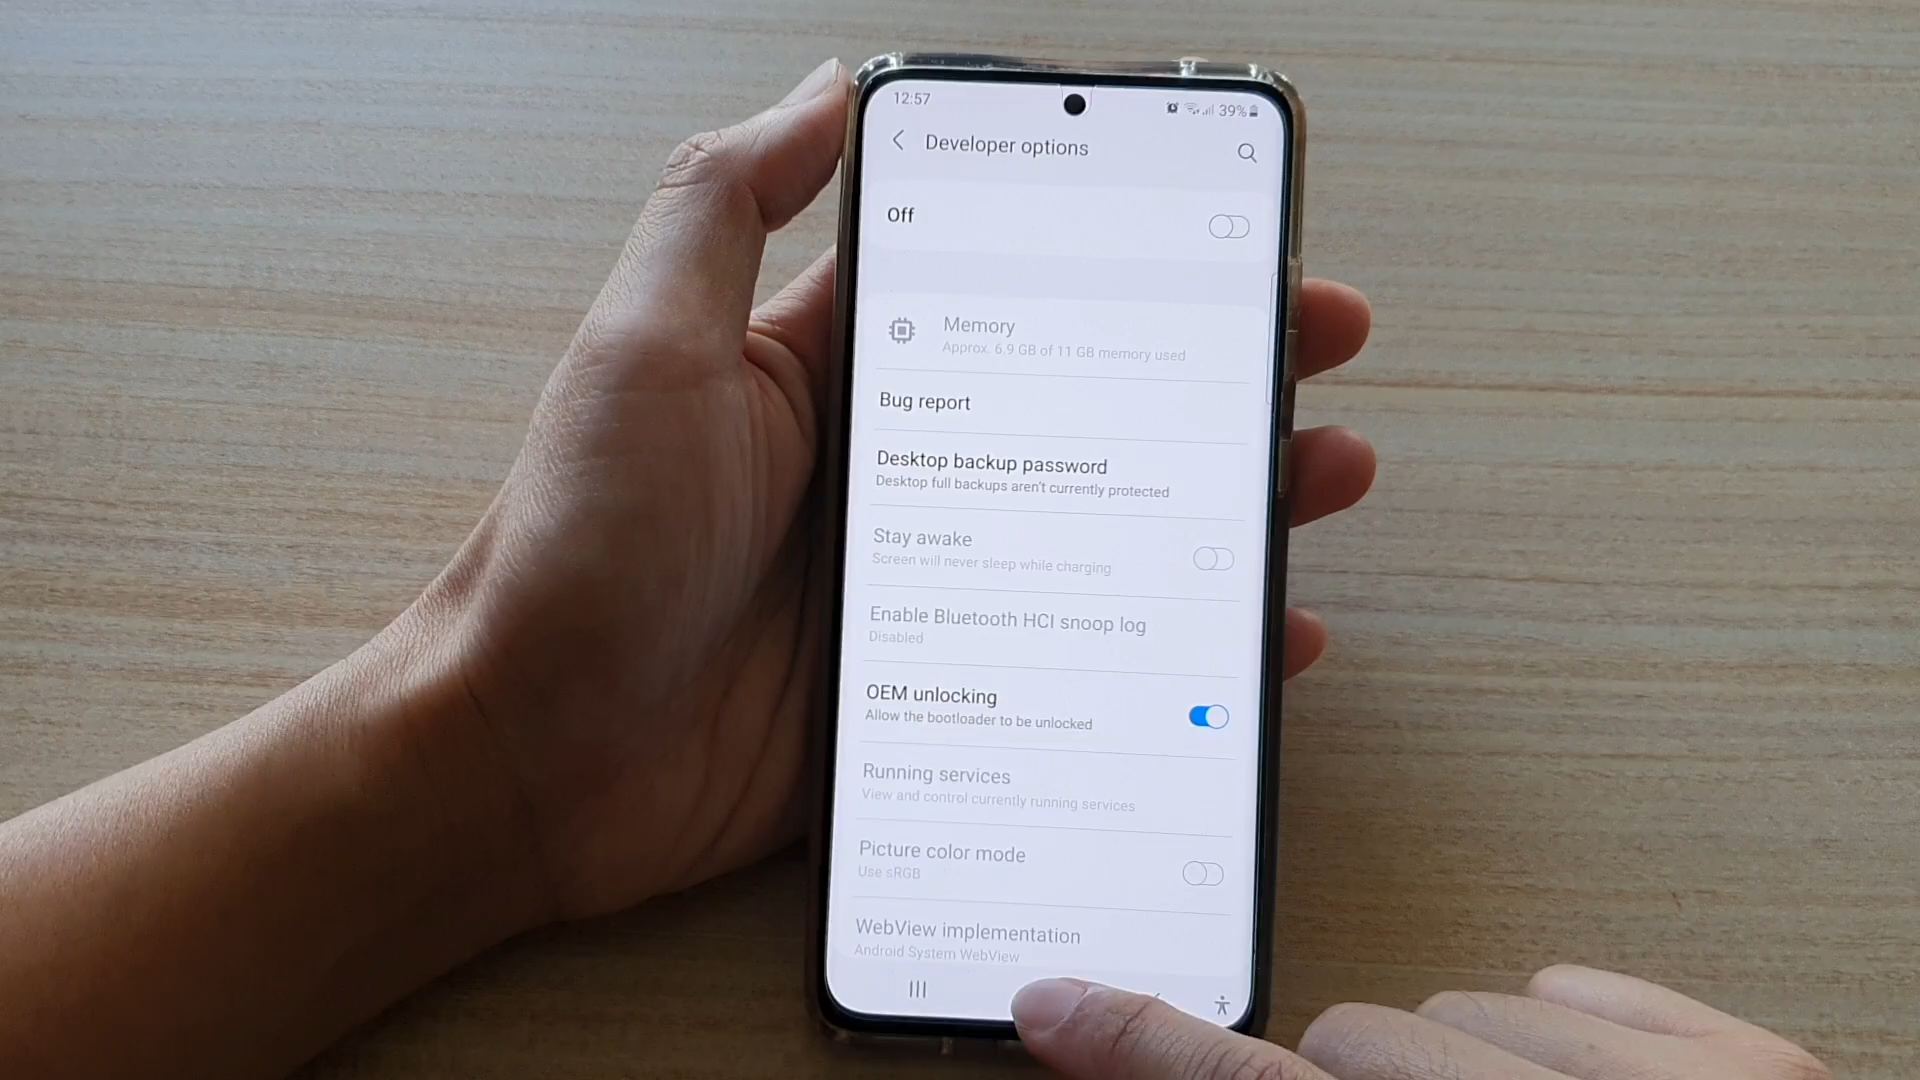 12:57
39%
Developer options
Off
Memory
Approx. 6.9 GB of 11 GB memory used
Bug report
Desktop backup password
Desktop full backups aren't currently protected
Stay awake
Screen will never sleep while charging
Enable Bluetooth HCI snoop log
Disabled
OEM unlocking
Allow the bootloader to be unlocked
Running services
View and control currently running services
Picture color mode
Use sRGB
WebView implementation
Android System WebView